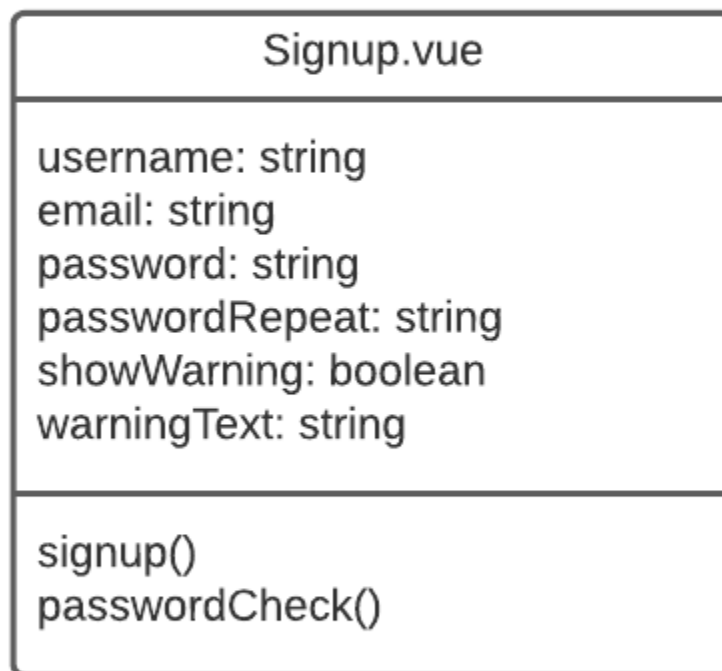 Signup.vue
username: string
email: string
password: string
passwordRepeat: string
showWarning: boolean
warningText: string
signup()
passwordCheck()